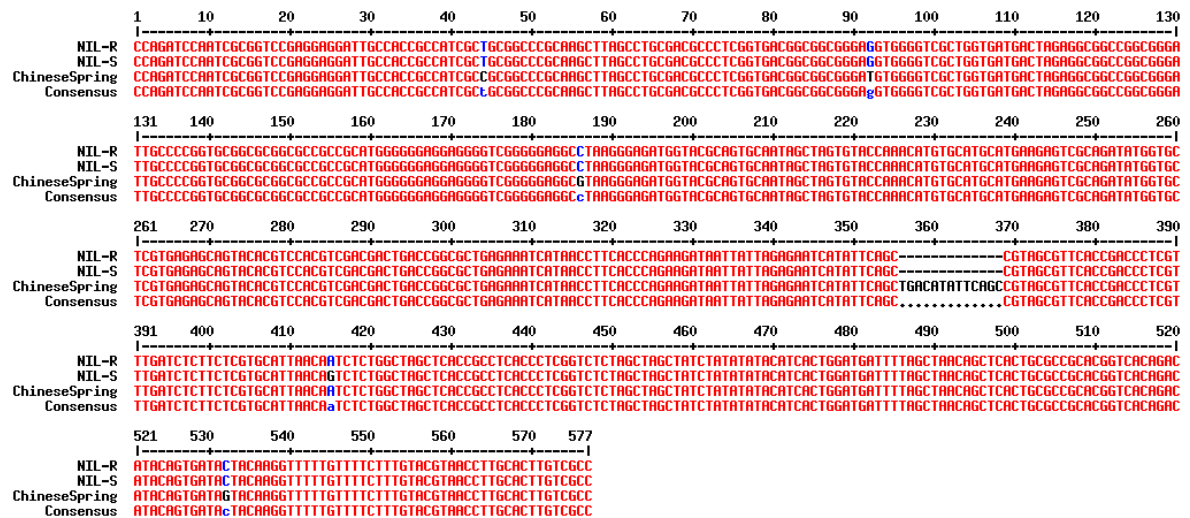 1 10 20 30 40 50 60 70 80 90 100 110 120 130
|--------+---------+---------+---------+---------+---------+---------+---------+---------+---------+---------+---------+---------|
NIL-R CCAGATCCAATCGCGGTCCGAGGAGGATTGCCACCGCCATCGCTGCGGCCCGCAAGCTTAGCCTGCGACGCCCTCGGTGACGGCGGCGGGAGGTGGGGTCGCTGGTGATGACTAGAGGCGGCCGGCGGGA
NIL-S CCAGATCCAATCGCGGTCCGAGGAGGATTGCCACCGCCATCGCTGCGGCCCGCAAGCTTAGCCTGCGACGCCCTCGGTGACGGCGGCGGGAGGTGGGGTCGCTGGTGATGACTAGAGGCGGCCGGCGGGA
ChineseSpring CCAGATCCAATCGCGGTCCGAGGAGGATTGCCACCGCCATCGCCGCGGCCCGCAAGCTTAGCCTGCGACGCCCTCGGTGACGGCGGCGGGATGTGGGGTCGCTGGTGATGACTAGAGGCGGCCGGCGGGA
Consensus CCAGATCCAATCGCGGTCCGAGGAGGATTGCCACCGCCATCGCtGCGGCCCGCAAGCTTAGCCTGCGACGCCCTCGGTGACGGCGGCGGGAgGTGGGGTCGCTGGTGATGACTAGAGGCGGCCGGCGGGA
131 140 150 160 170 180 190 200 210 220 230 240 250 260
|--------+---------+---------+---------+---------+---------+---------+---------+---------+---------+---------+---------+---------|
NIL-R TTGCCCCGGTGCGGCGCGGCGCCGCCGCATGGGGGGAGGAGGGGTCGGGGGAGGCCTAAGGGAGATGGTACGCAGTGCAATAGCTAGTGTACCAAACATGTGCATGCATGAAGAGTCGCAGATATGGTGC
NIL-S TTGCCCCGGTGCGGCGCGGCGCCGCCGCATGGGGGGAGGAGGGGTCGGGGGAGGCCTAAGGGAGATGGTACGCAGTGCAATAGCTAGTGTACCAAACATGTGCATGCATGAAGAGTCGCAGATATGGTGC
ChineseSpring TTGCCCCGGTGCGGCGCGGCGCCGCCGCATGGGGGGAGGAGGGGTCGGGGGAGGCGTAAGGGAGATGGTACGCAGTGCAATAGCTAGTGTACCAAACATGTGCATGCATGAAGAGTCGCAGATATGGTGC
Consensus TTGCCCCGGTGCGGCGCGGCGCCGCCGCATGGGGGGAGGAGGGGTCGGGGGAGGCcTAAGGGAGATGGTACGCAGTGCAATAGCTAGTGTACCAAACATGTGCATGCATGAAGAGTCGCAGATATGGTGC
261 270 280 290 300 310 320 330 340 350 360 370 380 390
|--------+---------+---------+---------+---------+---------+---------+---------+---------+---------+---------+---------+---------|
NIL-R TCGTGAGAGCAGTACACGTCCACGTCGACGACTGACCGGCGCTGAGAAATCATAACCTTCACCCAGAAGATAATTATTAGAGAATCATATTCAGC-------------CGTAGCGTTCACCGACCCTCGT
NIL-S TCGTGAGAGCAGTACACGTCCACGTCGACGACTGACCGGCGCTGAGAAATCATAACCTTCACCCAGAAGATAATTATTAGAGAATCATATTCAGC-------------CGTAGCGTTCACCGACCCTCGT
ChineseSpring TCGTGAGAGCAGTACACGTCCACGTCGACGACTGACCGGCGCTGAGAAATCATAACCTTCACCCAGAAGATAATTATTAGAGAATCATATTCAGCTGACATATTCAGCCGTAGCGTTCACCGACCCTCGT
Consensus TCGTGAGAGCAGTACACGTCCACGTCGACGACTGACCGGCGCTGAGAAATCATAACCTTCACCCAGAAGATAATTATTAGAGAATCATATTCAGC.............CGTAGCGTTCACCGACCCTCGT
391 400 410 420 430 440 450 460 470 480 490 500 510 520
|--------+---------+---------+---------+---------+---------+---------+---------+---------+---------+---------+---------+---------|
NIL-R TTGATCTCTTCTCGTGCATTAACAATCTCTGGCTAGCTCACCGCCTCACCCTCGGTCTCTAGCTAGCTATCTATATATACATCACTGGATGATTTTAGCTAACAGCTCACTGCGCCGCACGGTCACAGAC
NIL-S TTGATCTCTTCTCGTGCATTAACAGTCTCTGGCTAGCTCACCGCCTCACCCTCGGTCTCTAGCTAGCTATCTATATATACATCACTGGATGATTTTAGCTAACAGCTCACTGCGCCGCACGGTCACAGAC
ChineseSpring TTGATCTCTTCTCGTGCATTAACAATCTCTGGCTAGCTCACCGCCTCACCCTCGGTCTCTAGCTAGCTATCTATATATACATCACTGGATGATTTTAGCTAACAGCTCACTGCGCCGCACGGTCACAGAC
Consensus TTGATCTCTTCTCGTGCATTAACAaTCTCTGGCTAGCTCACCGCCTCACCCTCGGTCTCTAGCTAGCTATCTATATATACATCACTGGATGATTTTAGCTAACAGCTCACTGCGCCGCACGGTCACAGAC
521 530 540 550 560 570 577
|--------+---------+---------+---------+---------+------|
NIL-R ATACAGTGATACTACAAGGTTTTTGTTTTCTTTGTACGTAACCTTGCACTTGTCGCC
NIL-S ATACAGTGATACTACAAGGTTTTTGTTTTCTTTGTACGTAACCTTGCACTTGTCGCC
ChineseSpring ATACAGTGATAGTACAAGGTTTTTGTTTTCTTTGTACGTAACCTTGCACTTGTCGCC
Consensus ATACAGTGATAcTACAAGGTTTTTGTTTTCTTTGTACGTAACCTTGCACTTGTCGCC